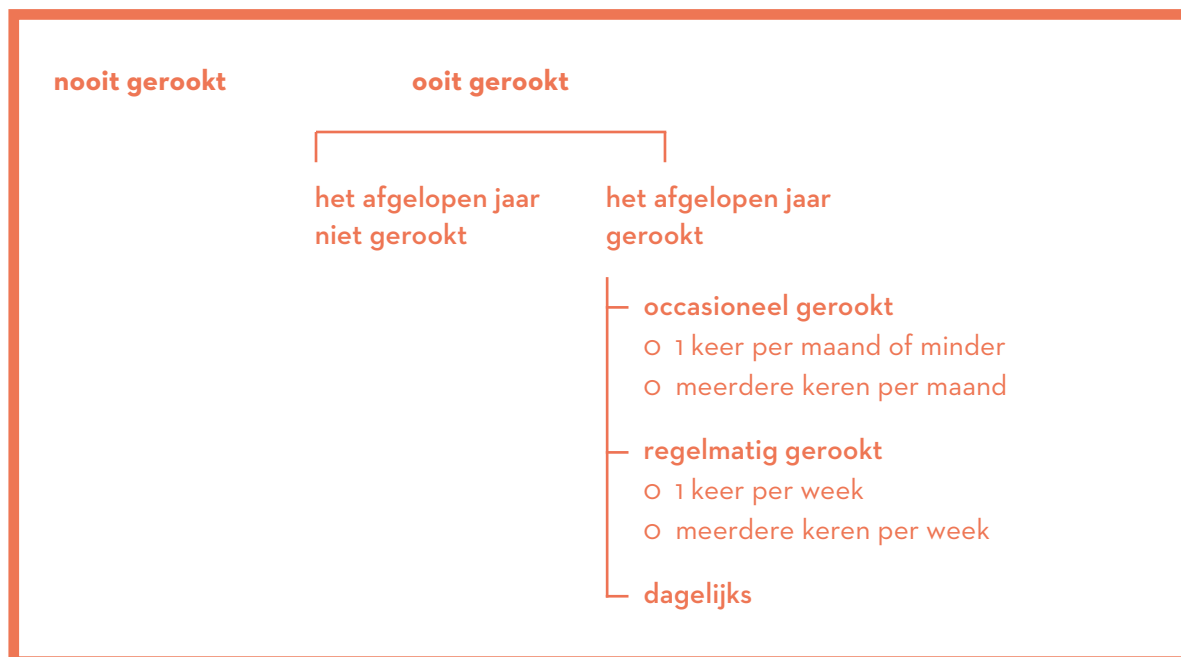 nooit gerookt
ooit gerookt
het afgelopen jaar
niet gerookt
het afgelopen jaar
gerookt
occasioneel gerookt
o 1 keer per maand of minder
o meerdere keren per maand
regelmatig gerookt
o 1 keer per week
o meerdere keren per week
dagelijks